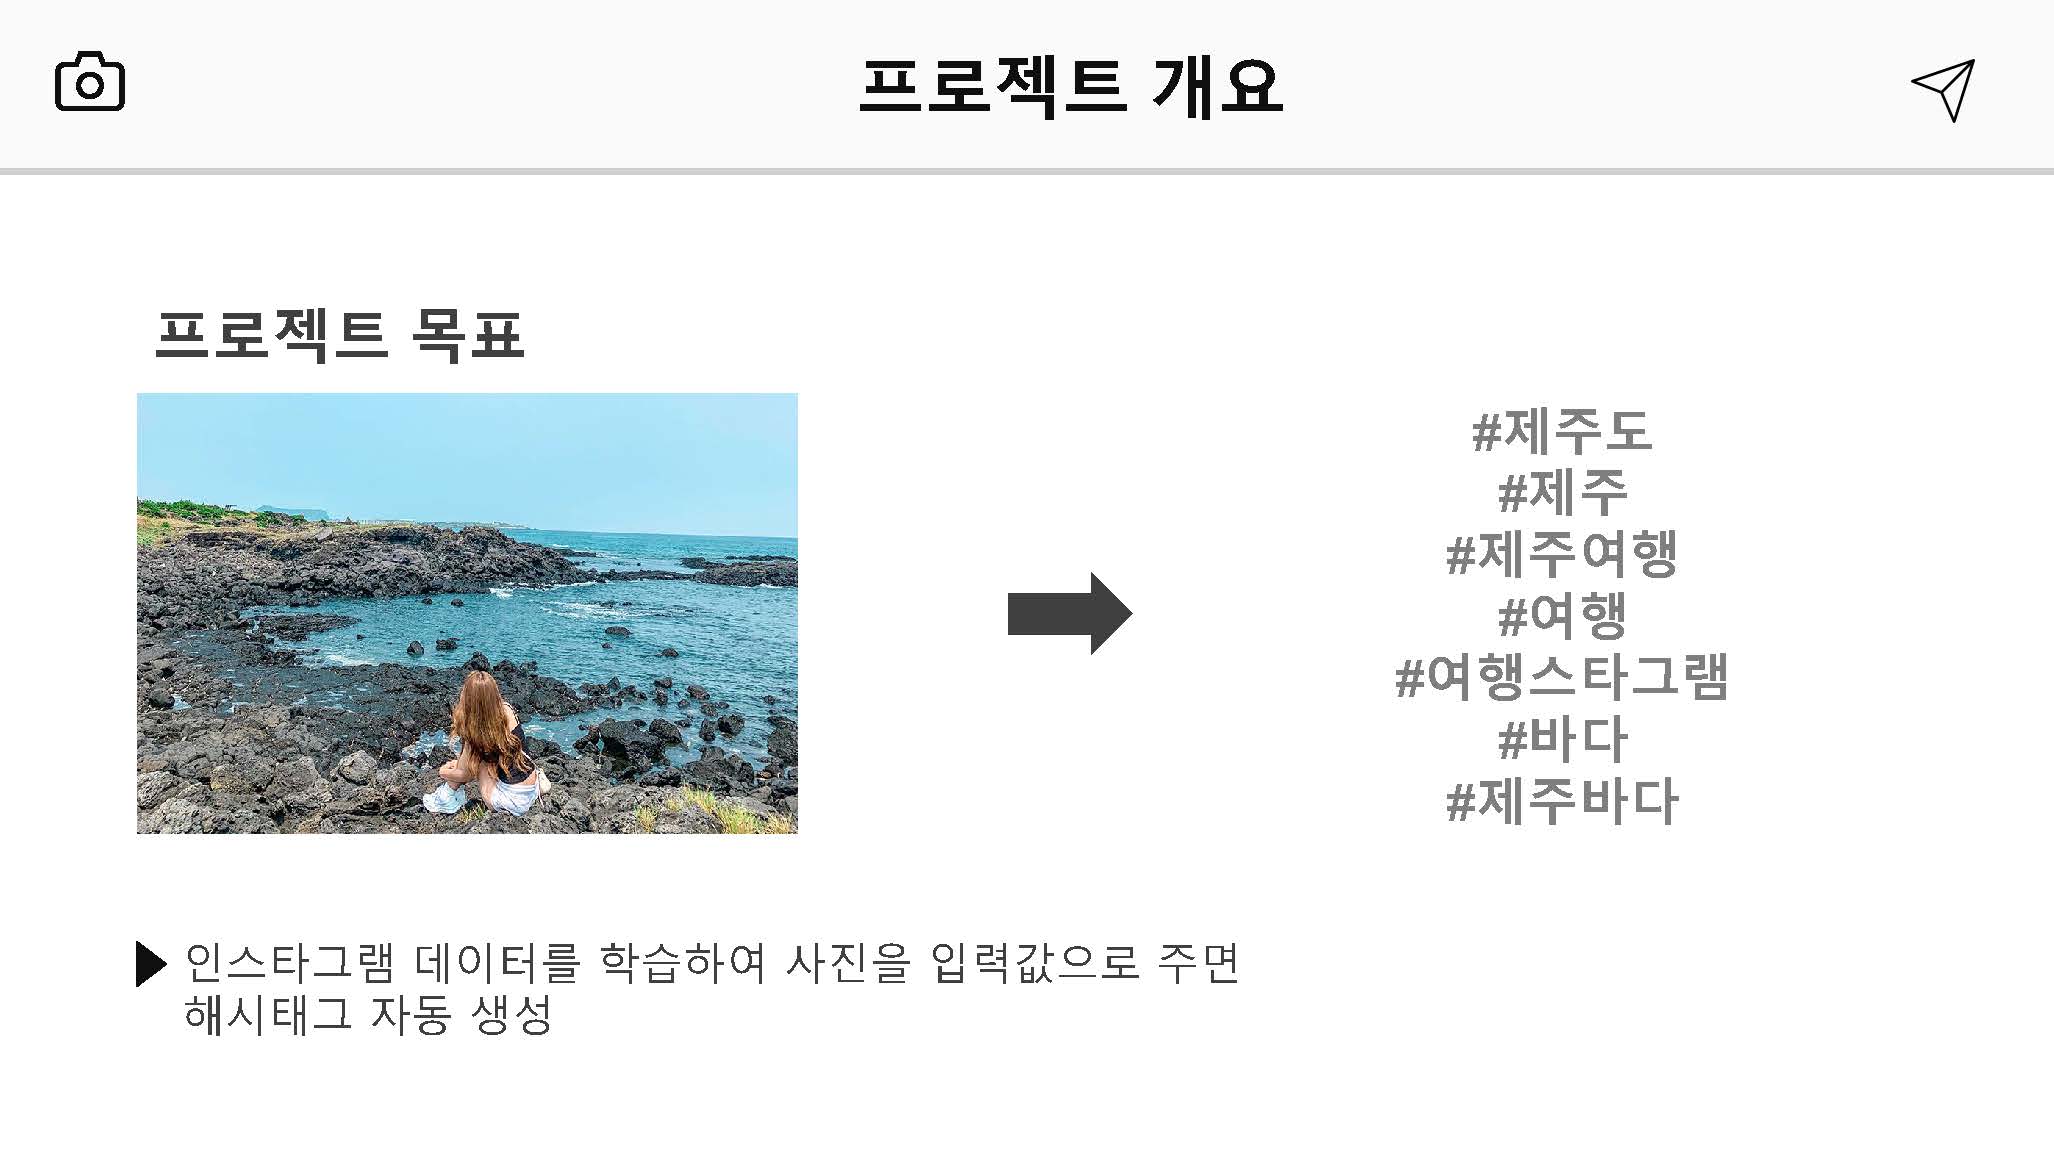 프로젝트 개요
프로젝트 목표
#제주도
#제주
#제주여행
#여행
#여행스타그램
#바다
#제주바다
인스타그램 데이터를 학습하여 사진을 입력값으로 주면
해시태그 자동 생성